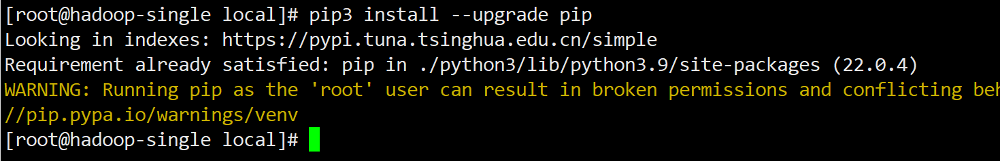 [root@hadoop-single local]# pip3 install --upgrade pip
Looking in indexes: https://pypi.tuna.tsinghua.edu.cn/simple
Requirement already satisfied: pip in ./python3/lib/python3.9/site-packages (22.0.4)
WARNING: Running pip as the 'root' user can result in broken permissions and conflicting beh
//pip.pypa.io/warnings/venv
[root@hadoop-single local]#